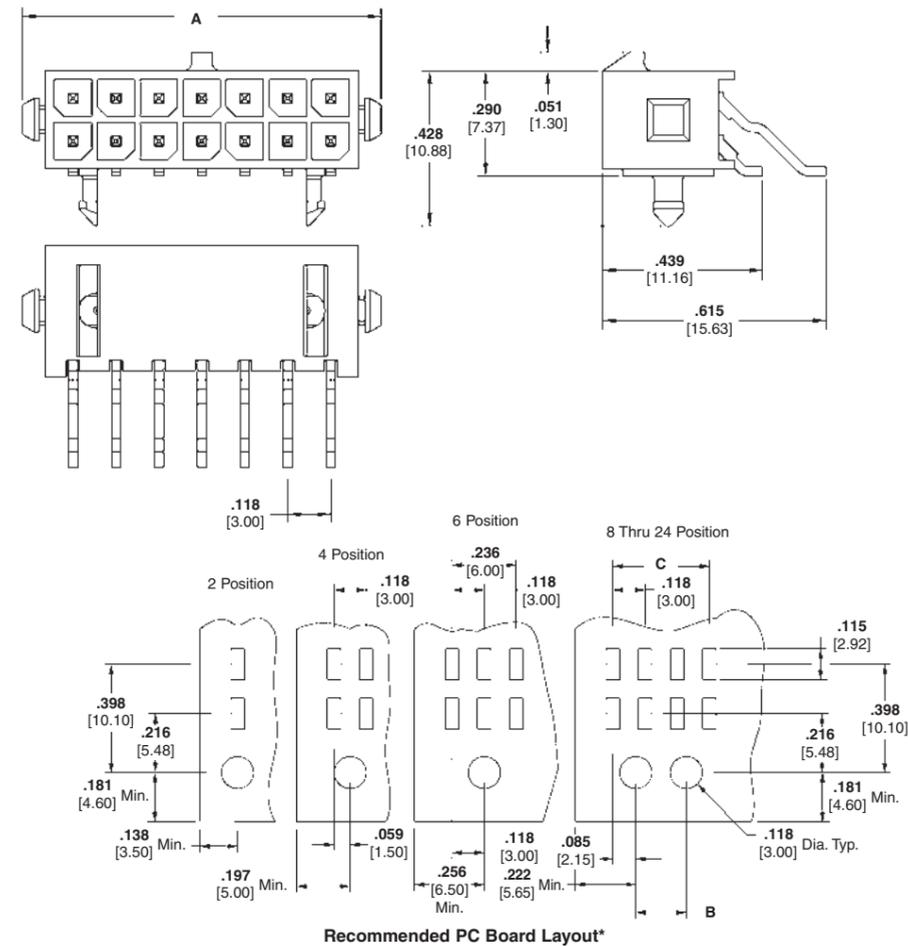 A
.428
[10.88]
.290
[7.37]
.051
[1.30]
.439
[11.16]
.615
[15.63]
.118
[3.00]
2 Position
4 Position
6 Position
8 Thru 24 Position
.118
[3.00]
.236
[6.00]
.118
[3.00]
C
.118
[3.00]
.115
[2.92]
.398
[10.10]
.216
[5.48]
.181
[4.60] Min.
.138
[3.50] Min.
.197
[5.00] Min.
.059
[1.50]
.118
[3.00]
.256
[6.50]
Min.
.222
[5.65] Min.
.085
[2.15]
.398
[10.10]
.216
[5.48]
.181
[4.60] Min.
.118
[3.00] Dia. Typ.
B
Recommended PC Board Layout*